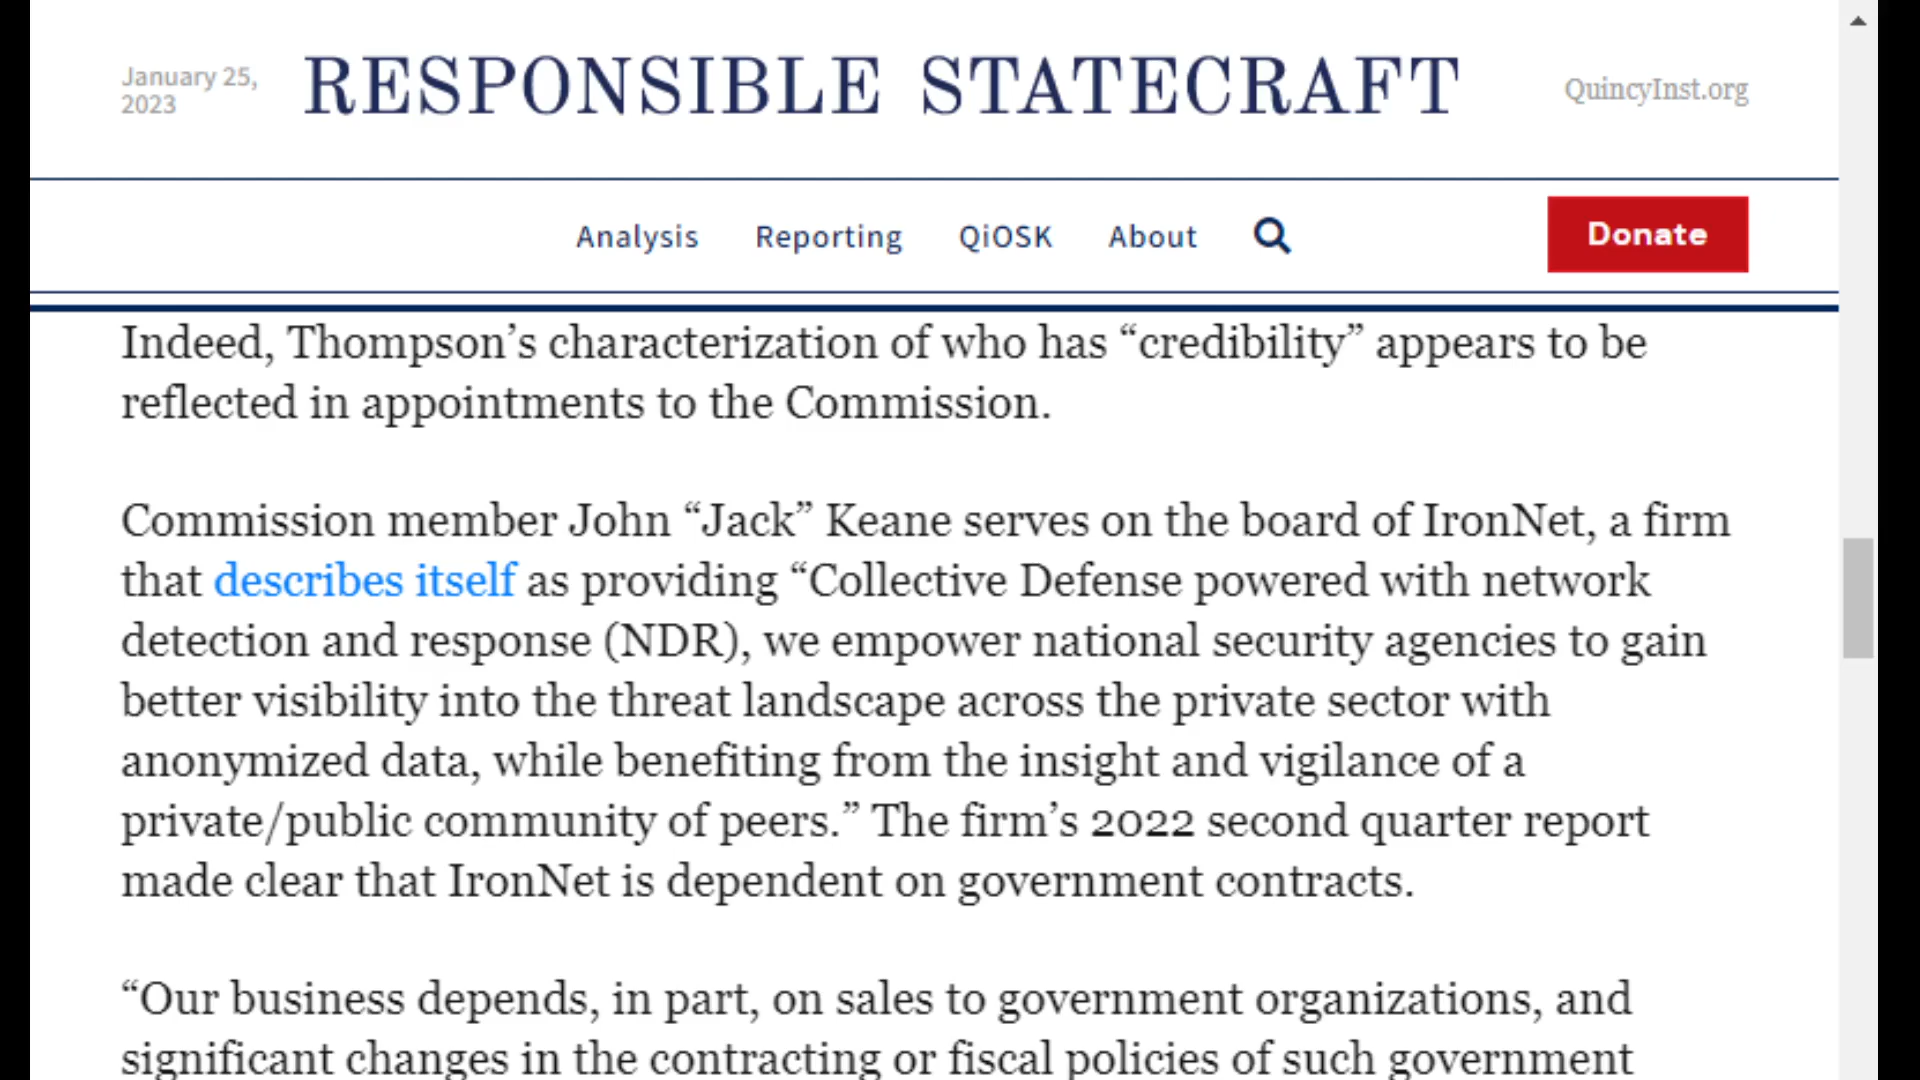 January 25,
2023
RESPONSIBLE STATECRAFT
QuincyInst.org
Analysis Reporting QiOSK About
Donate
Indeed, Thompson’s characterization of who has “credibility” appears to be
reflected in appointments to the Commission.
Commission member John “Jack” Keane serves on the board of IronNet, a firm
that describes itself as providing “Collective Defense powered with network
detection and response (NDR), we empower national security agencies to gain
better visibility into the threat landscape across the private sector with
anonymized data, while benefiting from the insight and vigilance of a
private/public community of peers.” The firm’s 2022 second quarter report
made clear that IronNet is dependent on government contracts.
“Our business depends, in part, on sales to government organizations, and
significant changes in the contracting or fiscal policies of such government